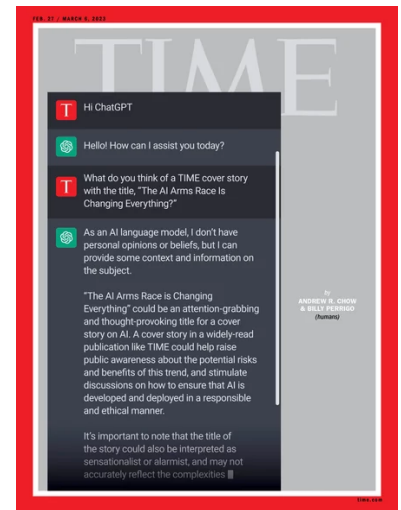 FEB. 27 / MARCH 6, 2023
TIME
T Hi ChatGPT
Hello! How can I assist you today?
T What do you think of a TIME cover story
with the title, "The AI Arms Race Is
Changing Everything?"
As an AI language model, I don't have
personal opinions or beliefs, but I can
provide some context and information on
the subject.
"The AI Arms Race is Changing
Everything" could be an attention-grabbing
and thought-provoking title for a cover
story on AI. A cover story in a widely-read
publication like TIME could help raise
public awareness about the potential risks
and benefits of this trend, and stimulate
discussions on how to ensure that AI is
developed and deployed in a responsible
and ethical manner.
It's important to note that the title of
the story could also be interpreted as
sensationalist or alarmist, and may not
accurately reflect the complexities
by
ANDREW R. CHOW
& BILLY PERRIGO
(humans)
time.com